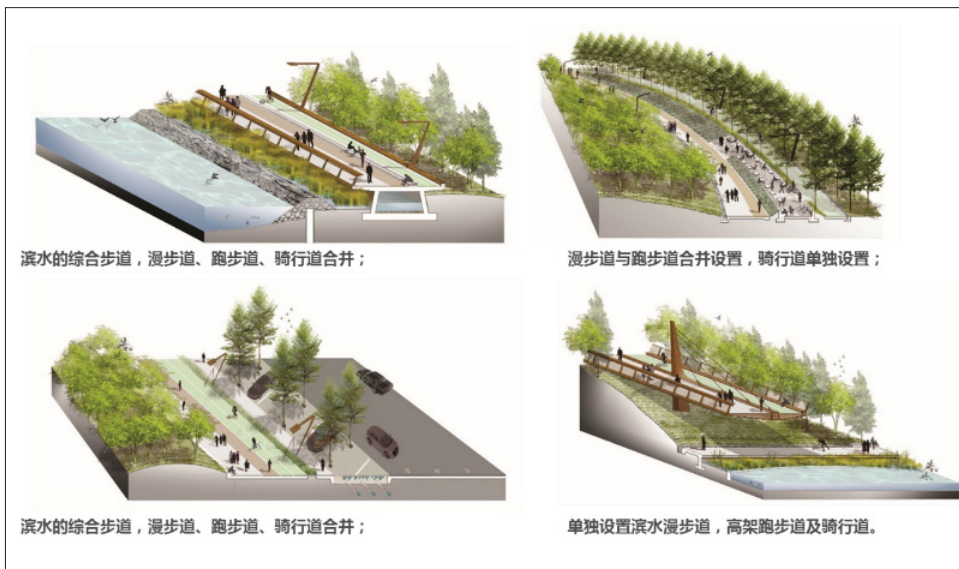 滨水的综合步道，漫步道、跑步道、骑行道合并；
漫步道与跑步道合并设置，骑行道单独设置；
滨水的综合步道，漫步道、跑步道、骑行道合并；
单独设置滨水漫步道，高架跑步道及骑行道。